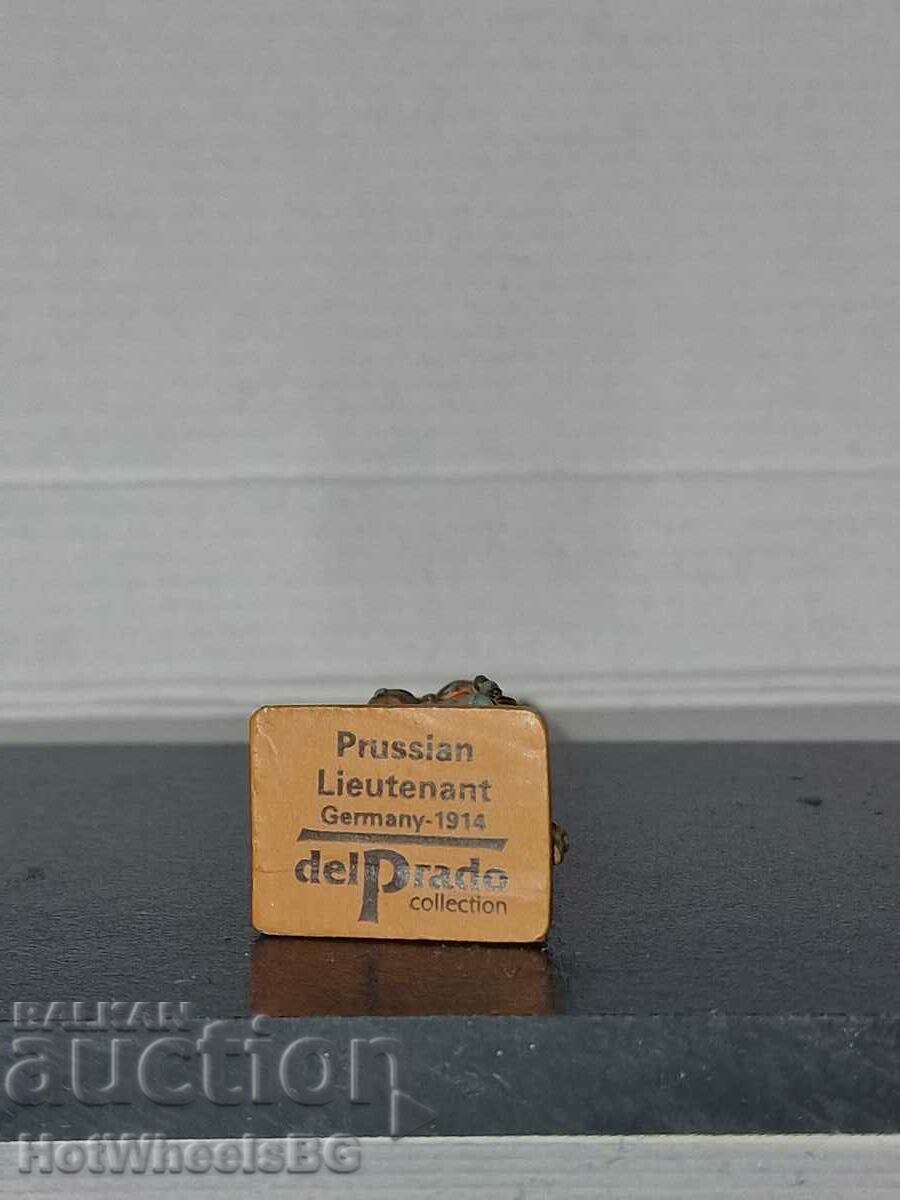 Prussian
Lieutenant
Germany-1914
delPrado
collection
BALKAN
auction
HotWheelsBG